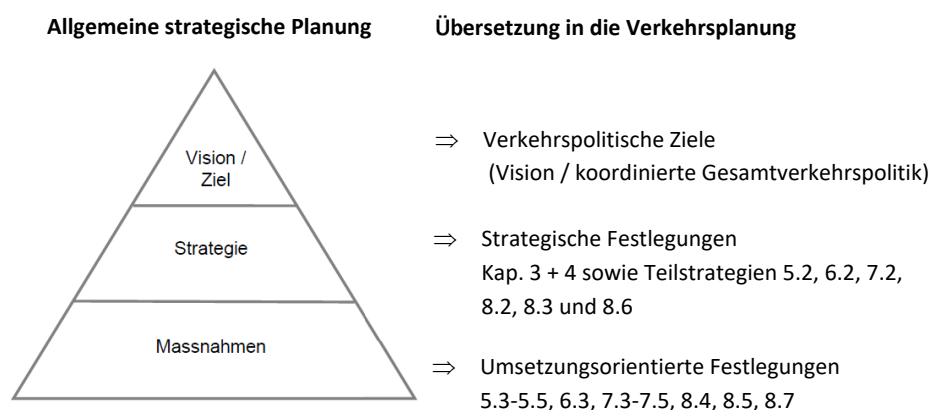 Allgemeine strategische Planung
Übersetzung in die Verkehrsplanung
Vision /
Ziel
⇒ Verkehrspolitische Ziele
(Vision / koordinierte Gesamtverkehrspolitik)
Strategie
⇒ Strategische Festlegungen
Kap. 3 + 4 sowie Teilstrategien 5.2, 6.2, 7.2,
8.2, 8.3 und 8.6
Massnahmen
⇒ Umsetzungsorientierte Festlegungen
5.3-5.5, 6.3, 7.3-7.5, 8.4, 8.5, 8.7